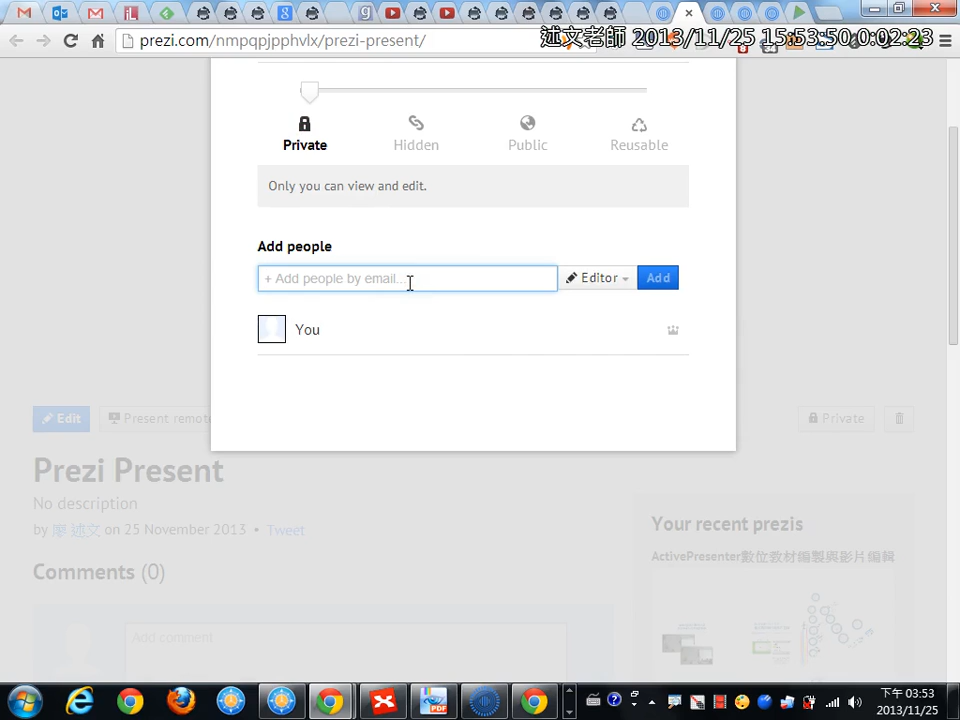 prezi.com/nmpqpjpphvlx/prezi-present/
述文老師 2013/11/25 15:53:50 0:02:23
Private
Hidden
Public
Reusable
Only you can view and edit.
Add people
+ Add people by email...
Editor
Add
You
Edit
Present remote
Private
Prezi Present
No description
by 廖 述文 on 25 November 2013 • Tweet
Your recent prezis
ActivePresenter數位教材編製與影片編輯
Comments (0)
Add comment
下午 03:53
2013/11/25